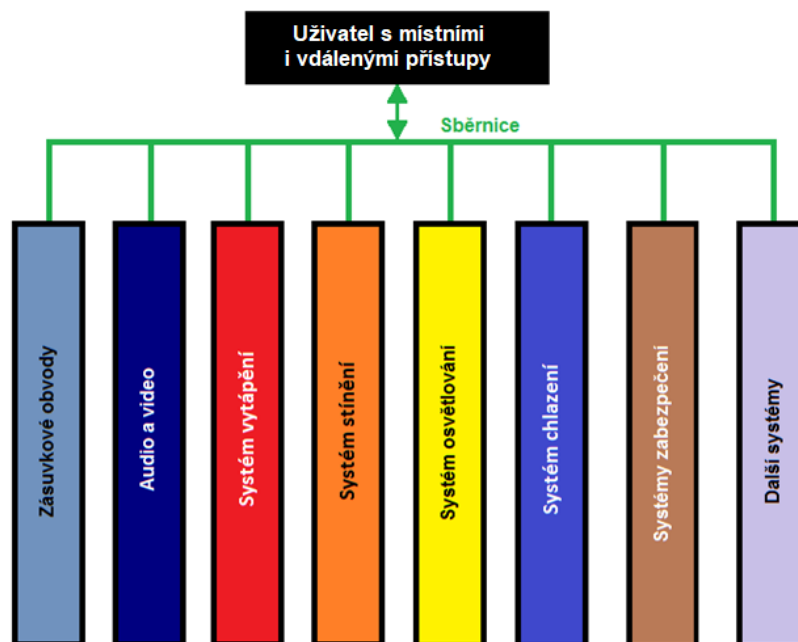 Uživatel s místními
i vdálenými přístupy
Sběrnice
Zásuvkové obvody
Audio a video
Systém vytápění
Systém stínění
Systém osvětlování
Systém chlazení
Systémy zabezpečení
Další systémy